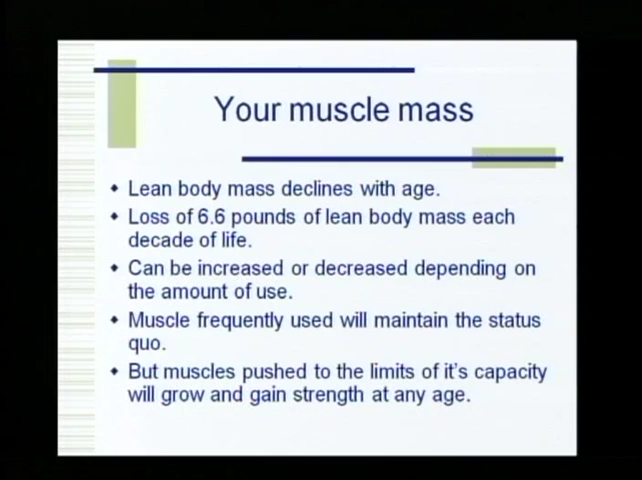 Your muscle mass
Lean body mass declines with age.
Loss of 6.6 pounds of lean body mass each
decade of life.
Can be increased or decreased depending on
the amount of use.
Muscle frequently used will maintain the status
quo.
But muscles pushed to the limits of it's capacity
will grow and gain strength at any age.